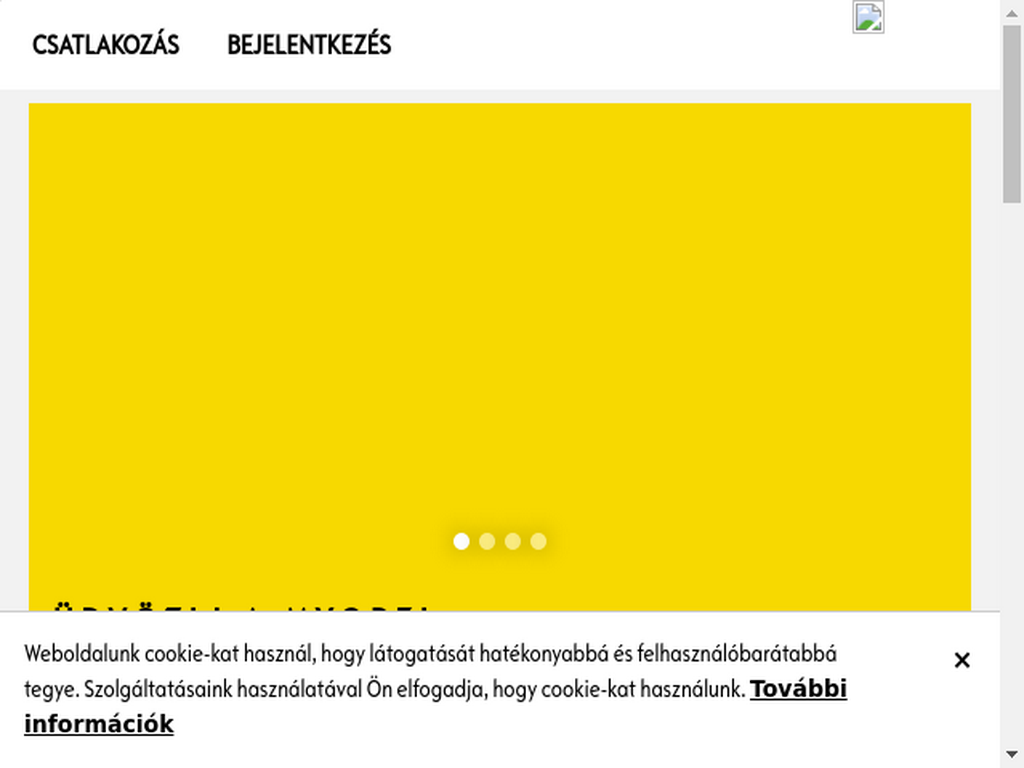 CSATLAKOZÁS BEJELENTKEZÉS
Weboldalunk cookie-kat használ, hogy látogatását hatékonyabbá és felhasználóbarátabbá
tegye. Szolgáltatásaink használatával Ön elfogadja, hogy cookie-kat használunk. További
információk